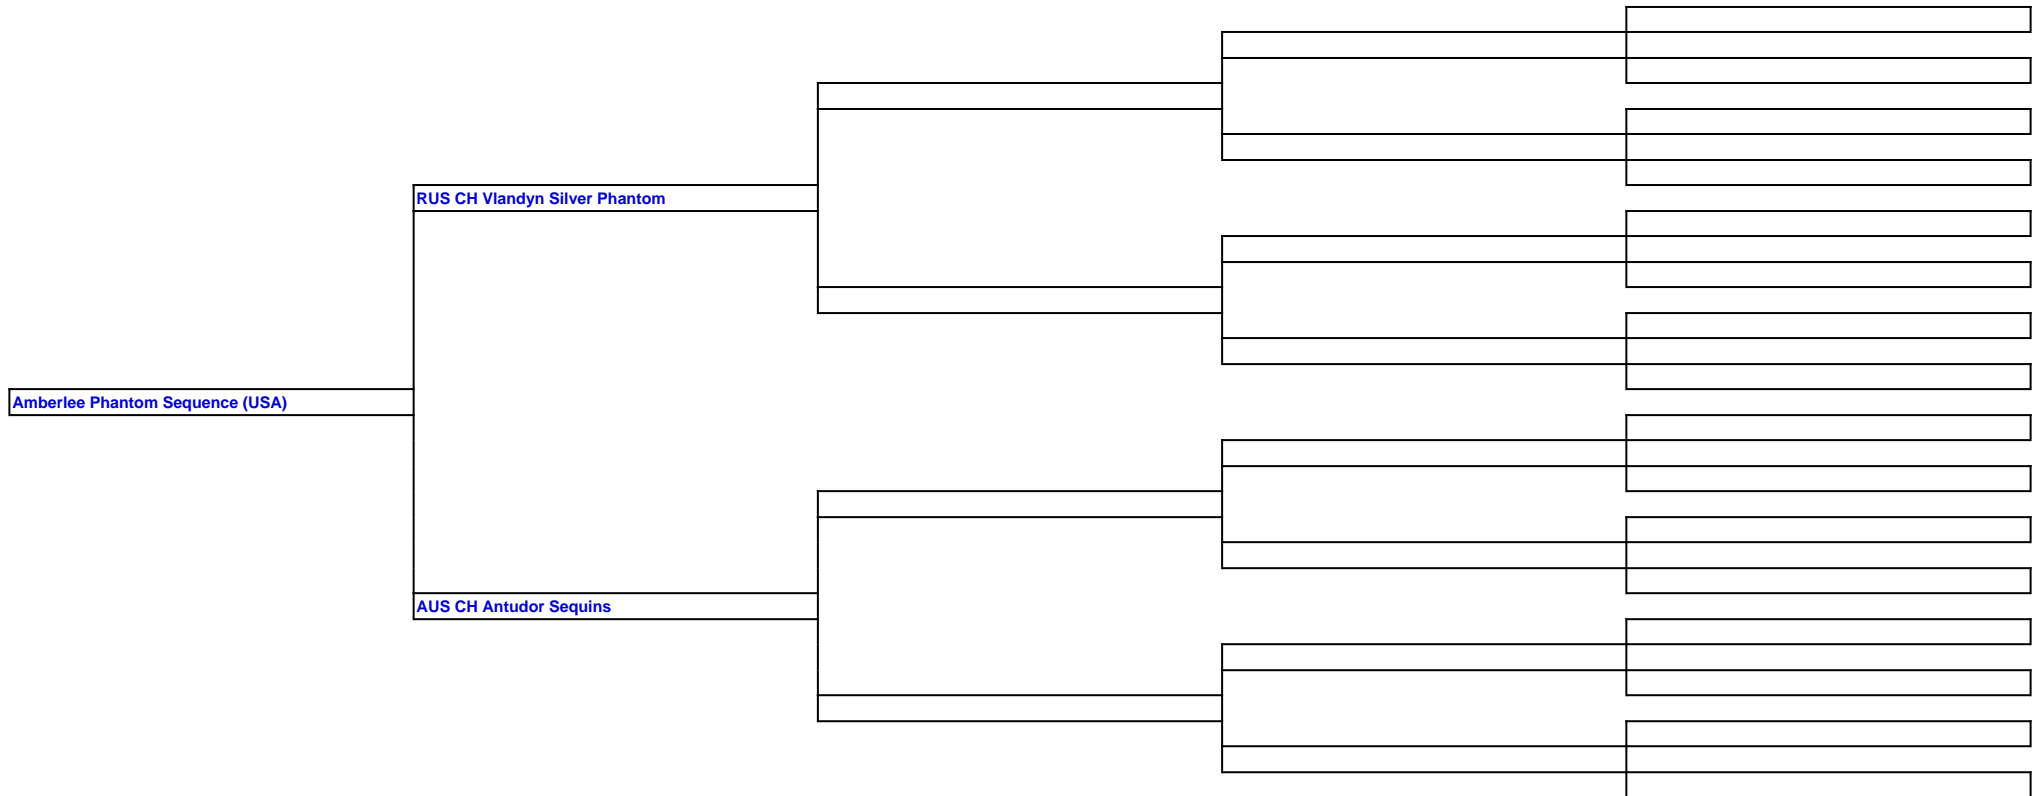 RUS CH Vlandyn Silver Phantom
Amberlee Phantom Sequence (USA)
AUS CH Antudor Sequins